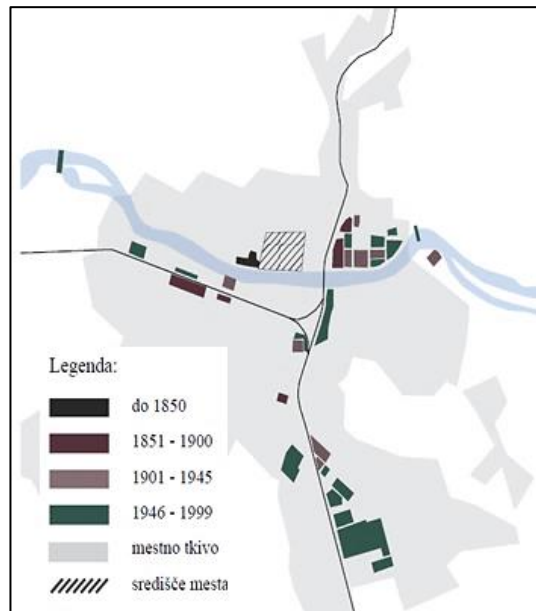 Legenda:
do 1850
1851 - 1900
1901 - 1945
1946 - 1999
mestno tkivo
središče mesta